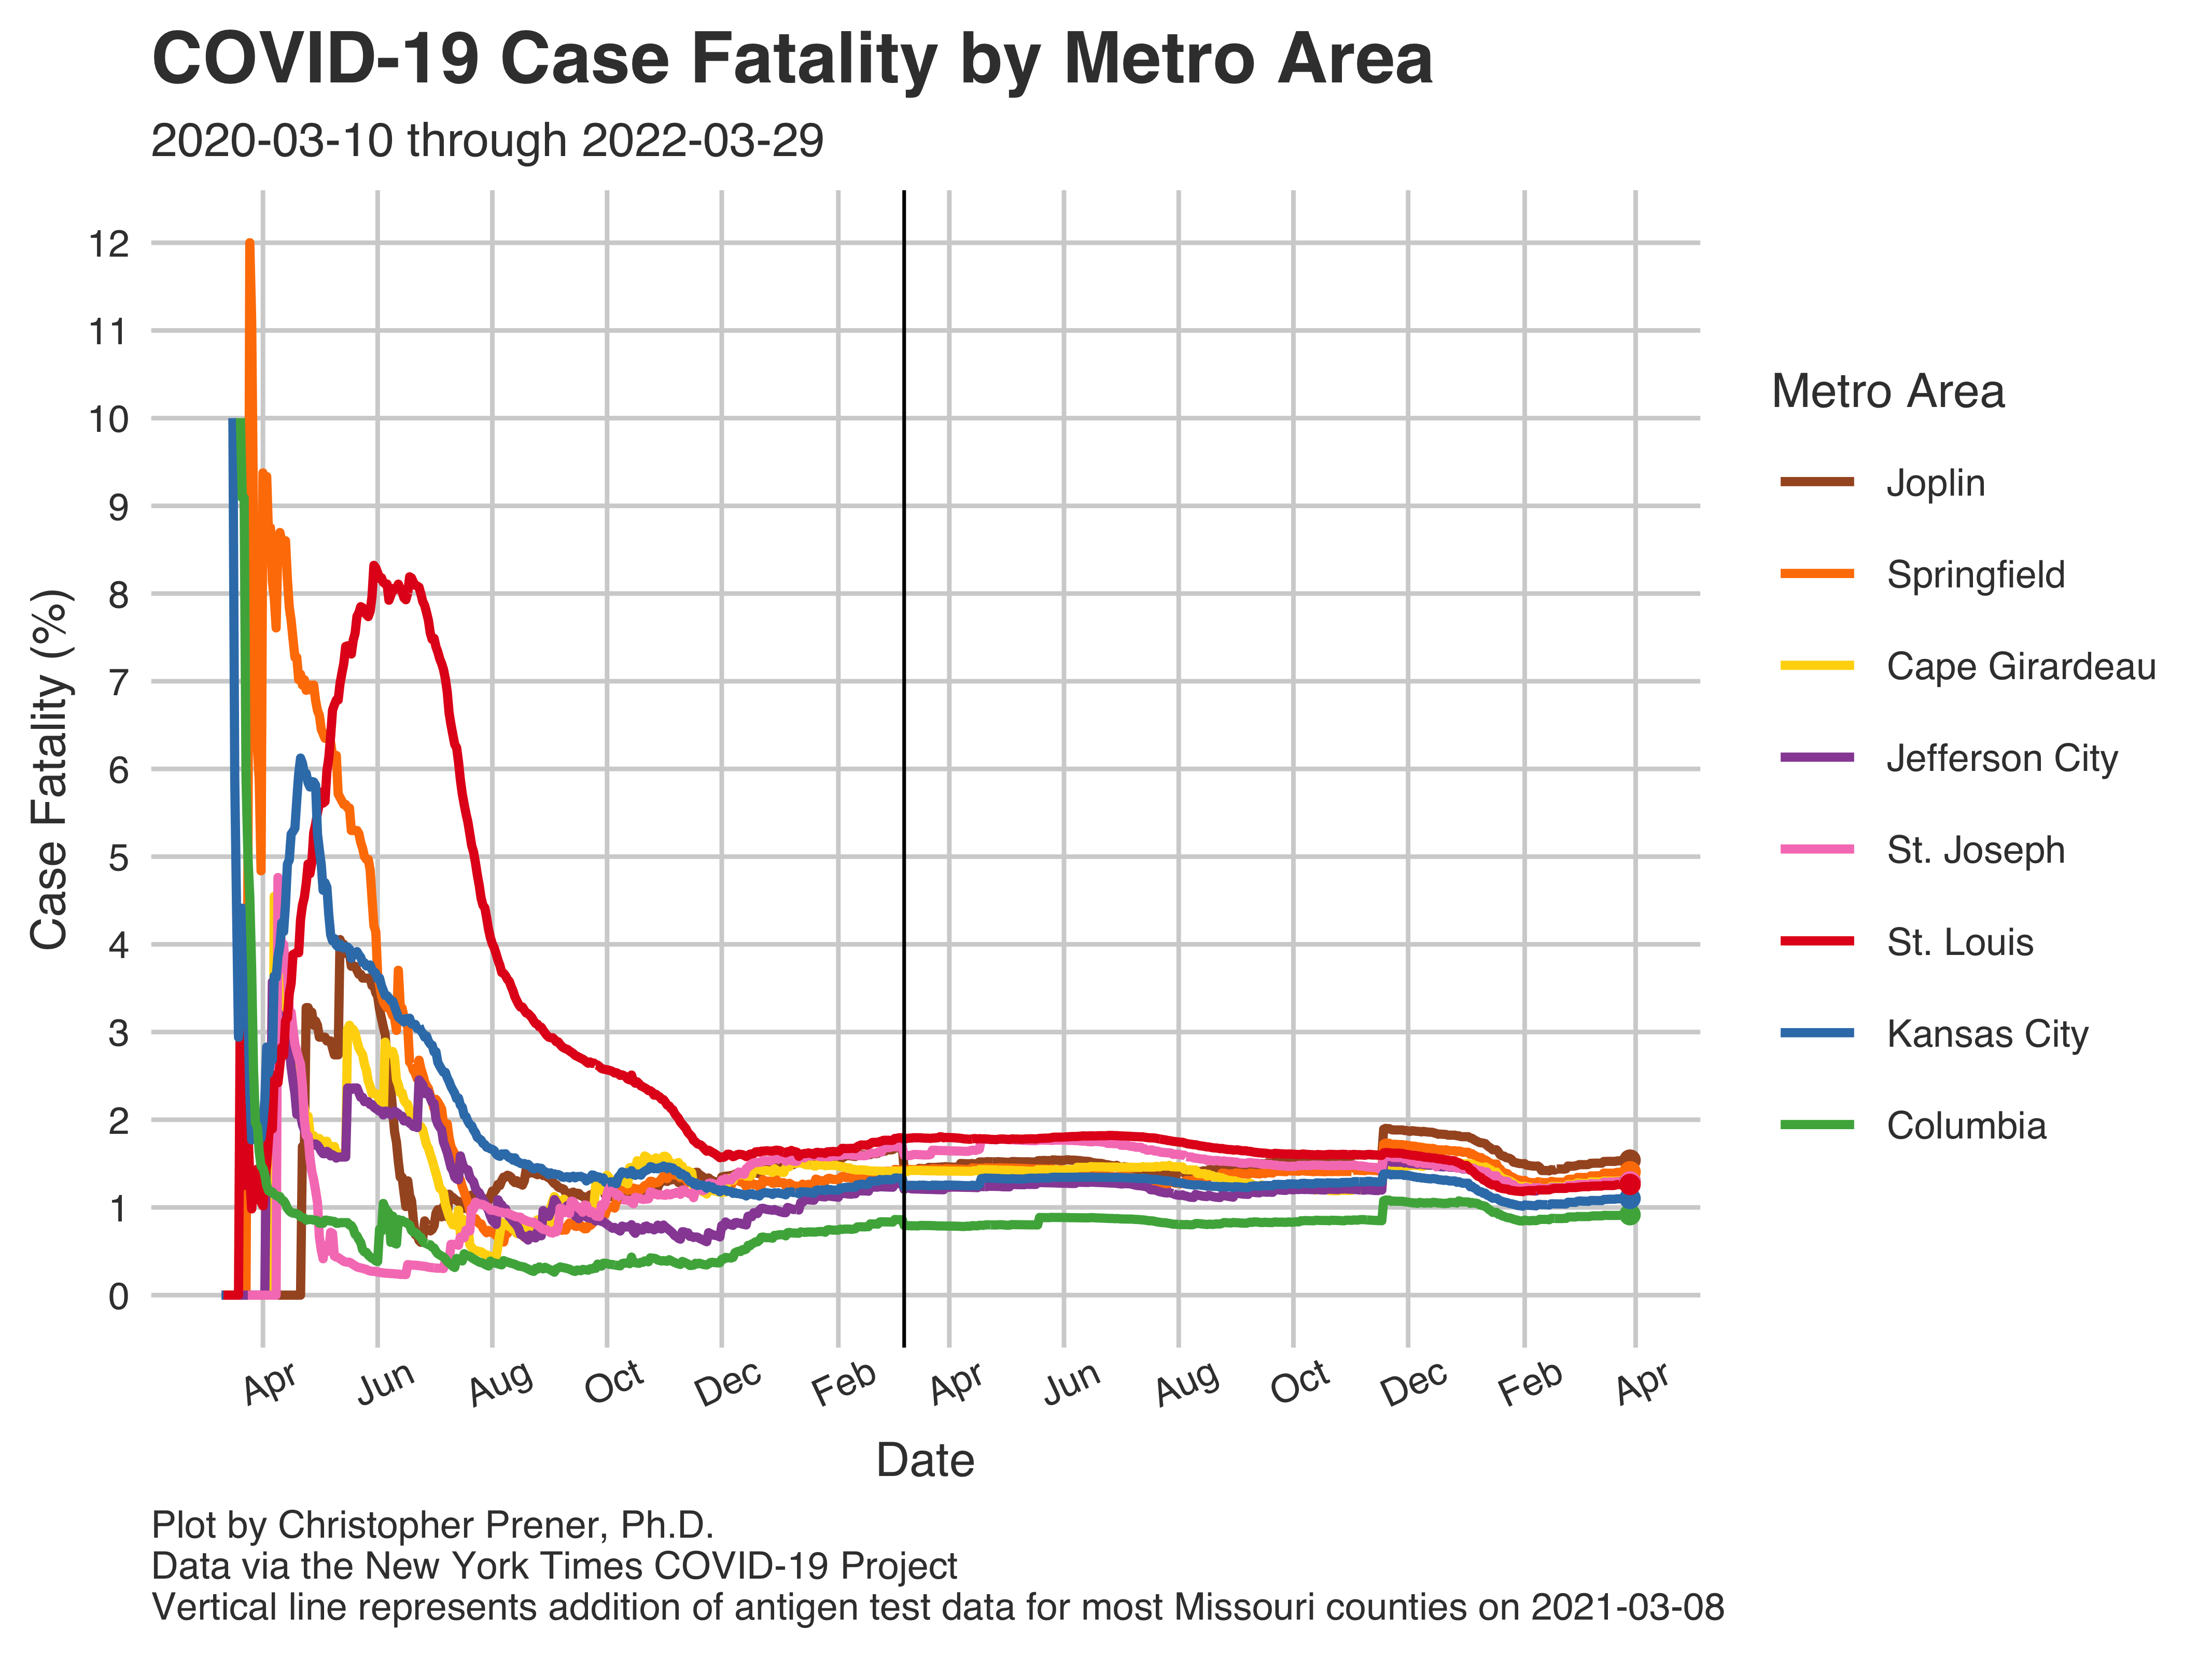 COVID-19 Case Fatality by Metro Area
2020-03-10 through 2022-03-29
Case Fatality (%)
12
11
10
9
8
7
6
5
4
3
2
1
0
Apr
Jun
Aug
Oct
Dec
Feb
Apr
Jun
Aug
Oct
Dec
Feb
Apr
Date
Metro Area
Joplin
Springfield
Cape Girardeau
Jefferson City
St. Joseph
St. Louis
Kansas City
Columbia
Plot by Christopher Prener, Ph.D.
Data via the New York Times COVID-19 Project
Vertical line represents addition of antigen test data for most Missouri counties on 2021-03-08